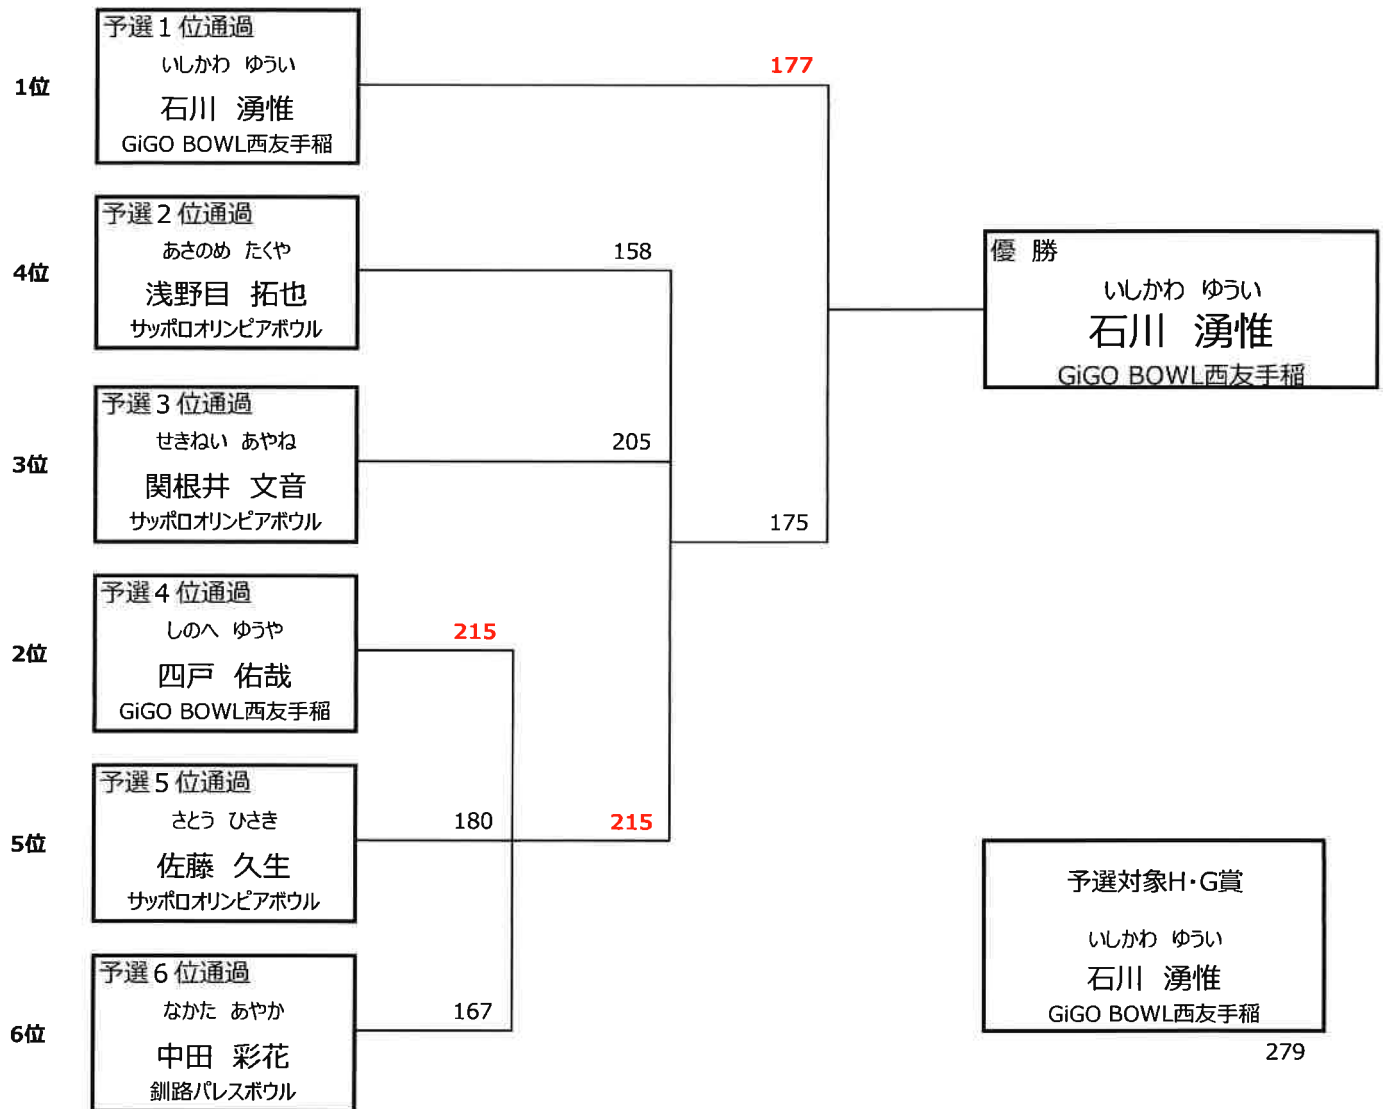 予選１位通過
いしかわ ゆうい
177
1位
石川 湧惟
GiGO BOWL西友手稲
予選２位通過
あさのめ たくや
158
4位
浅野目 拓也
サッポロオリンピアボウル
優 勝
いしかわ ゆうい
石川 湧惟
GiGO BOWL西友手稲
予選３位通過
せきねい あやね
205
3位
関根井 文音
サッポロオリンピアボウル
175
予選４位通過
しのへ ゆうや
215
2位
四戸 佑哉
GiGO BOWL西友手稲
予選５位通過
さとう ひさき
180
215
5位
佐藤 久生
サッポロオリンピアボウル
予選６位通過
なかた あやか
167
6位
中田 彩花
釧路パレスボウル
予選対象H・G賞
いしかわ ゆうい
石川 湧惟
GiGO BOWL西友手稲
279